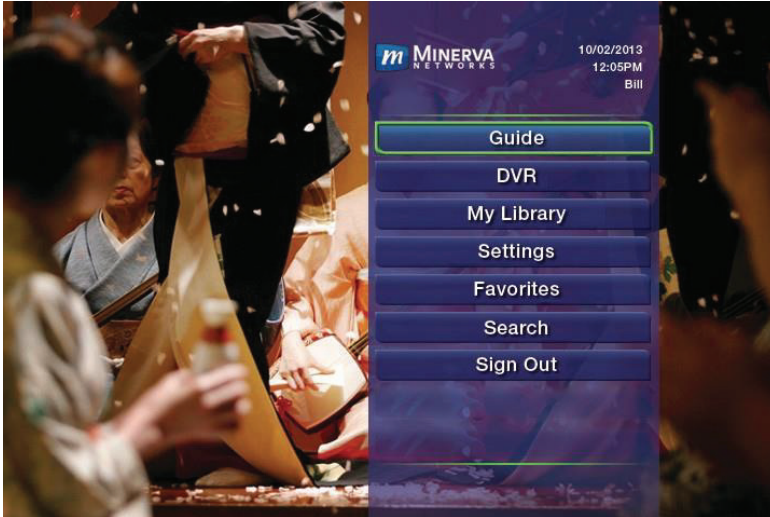 m MINERVA
NETWORKS
10/02/2013
12:05PM
Bill
Guide
DVR
My Library
Settings
Favorites
Search
Sign Out